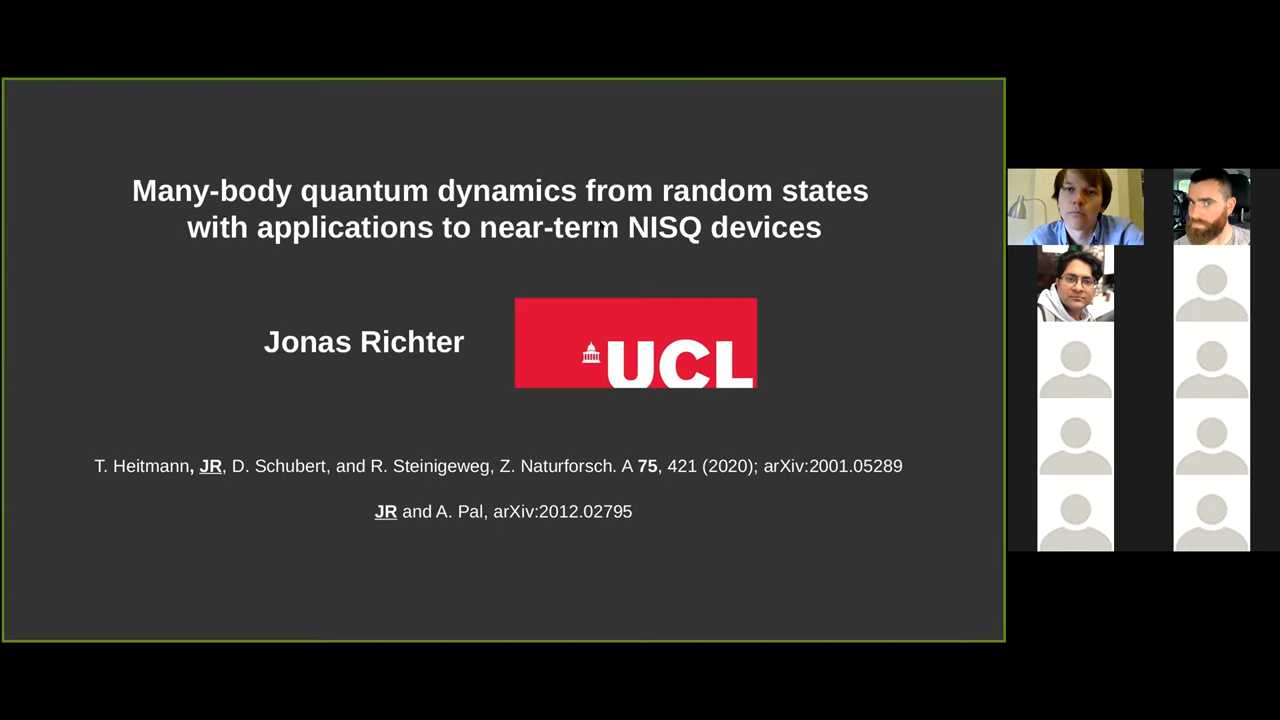 Many-body quantum dynamics from random states
with applications to near-term NISQ devices
Jonas Richter
UCL
T. Heitmann, JR, D. Schubert, and R. Steinigeweg, Z. Naturforsch. A 75, 421 (2020); arXiv:2001.05289
JR and A. Pal, arXiv:2012.02795